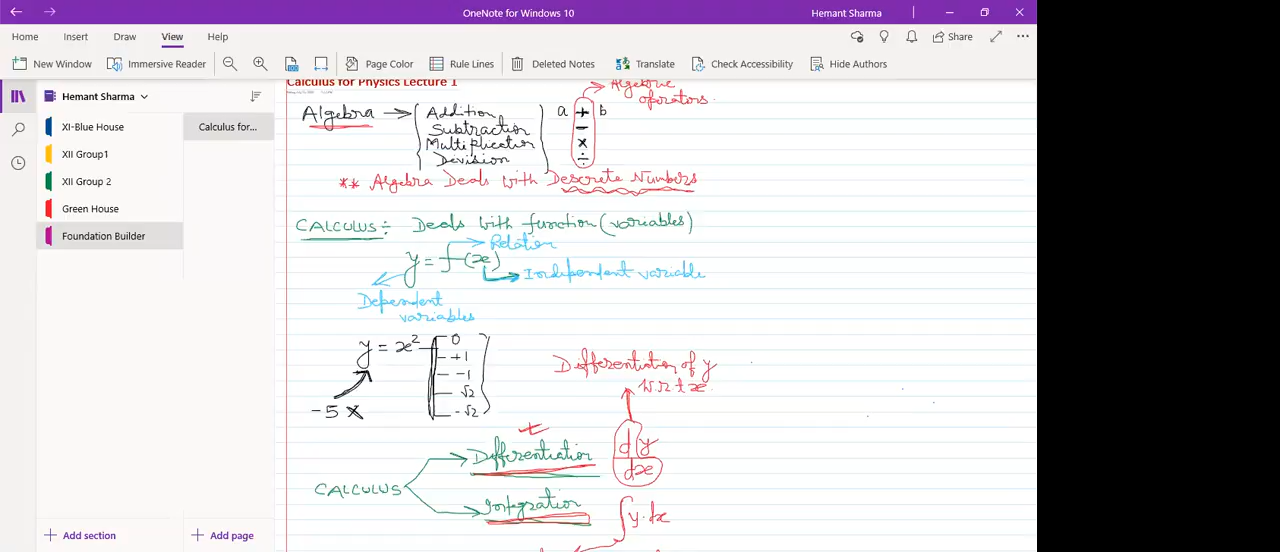 OneNote for Windows 10
Hemant Sharma
Home Insert Draw View Help
Share
New Window Immersive Reader Page Color Rule Lines Deleted Notes Translate Check Accessibility Hide Authors
Hemant Sharma
XI-Blue House
XII Group1
XII Group 2
Green House
Foundation Builder
Add section
Calculus for...
Add page
Calculus for Physics Lecture 1
Algebraic
operators.
Algebra → Addition a + b
Subtraction −
Multiplication ×
Devision ÷
** Algebra Deals with Descrete Numbers
CALCULUS ÷ Deals with function (variables)
Relation
y = f(x)
Independent variable
Dependent
variables
y = x² 0
+1
−1
√2
−√2
−5 ×
Differentiation of y
w.r.t x.
CALCULUS
Differentiation
dy
dx
Integration
∫y.dx